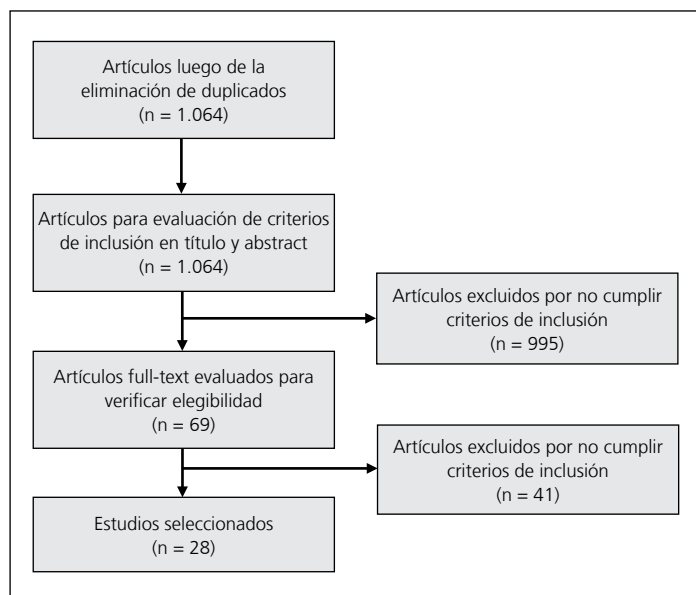 Artículos luego de la
eliminación de duplicados
(n = 1.064)
Artículos para evaluación de criterios
de inclusión en título y abstract
(n = 1.064)
Artículos excluidos por no cumplir
criterios de inclusión
(n = 995)
Artículos full-text evaluados para
verificar elegibilidad
(n = 69)
Artículos excluidos por no cumplir
criterios de inclusión
(n = 41)
Estudios seleccionados
(n = 28)